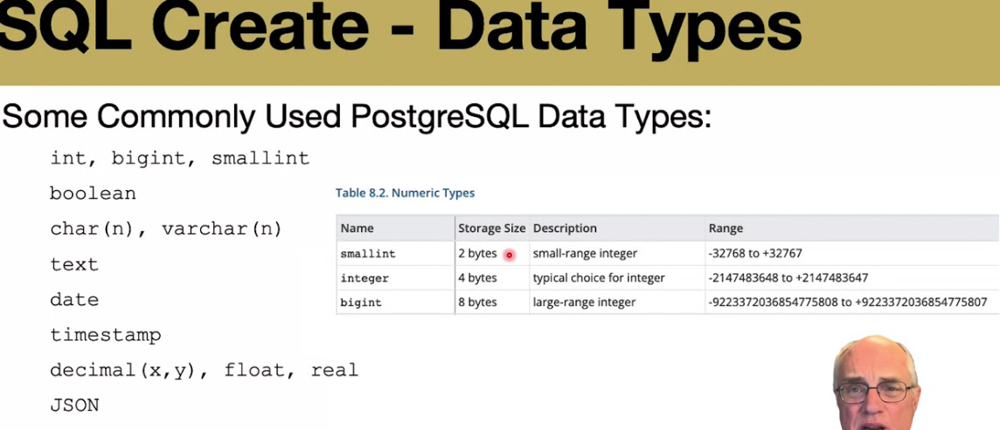 SQL Create - Data Types
Some Commonly Used PostgreSQL Data Types:
int, bigint, smallint
boolean
char(n), varchar(n)
text
date
timestamp
decimal(x,y), float, real
JSON
Table 8.2. Numeric Types
Name Storage Size Description Range
smallint 2 bytes small-range integer -32768 to +32767
integer 4 bytes typical choice for integer -2147483648 to +2147483647
bigint 8 bytes large-range integer -9223372036854775808 to +9223372036854775807